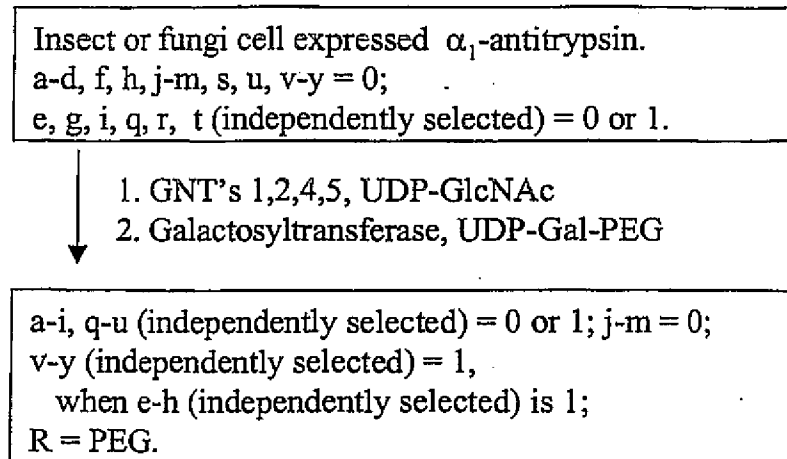 Insect or fungi cell expressed α₁-antitrypsin.
a-d, f, h, j-m, s, u, v-y = 0;
e, g, i, q, r, t (independently selected) = 0 or 1.
1. GNT's 1,2,4,5, UDP-GlcNAc
2. Galactosyltransferase, UDP-Gal-PEG
a-i, q-u (independently selected) = 0 or 1; j-m = 0;
v-y (independently selected) = 1,
when e-h (independently selected) is 1;
R = PEG.